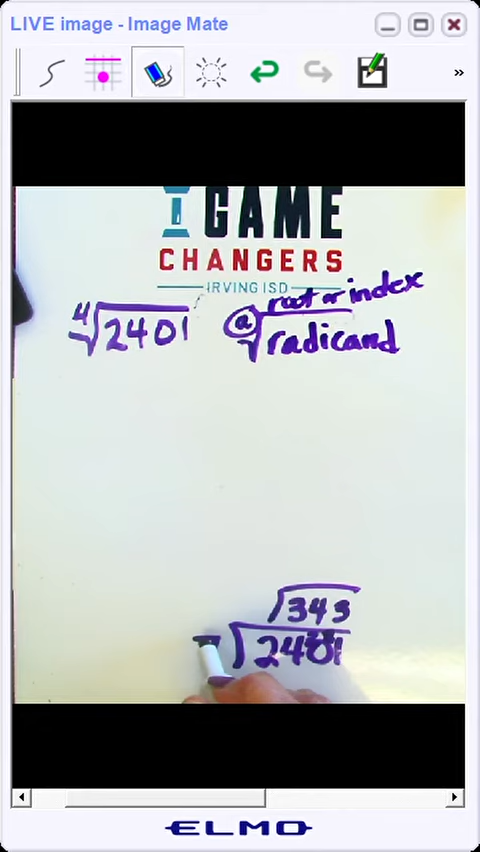 LIVE image - Image Mate
»
GAME
CHANGERS
IRVING ISD
4√2401
a√radicand
root or index
√343
7√2401
ELMO